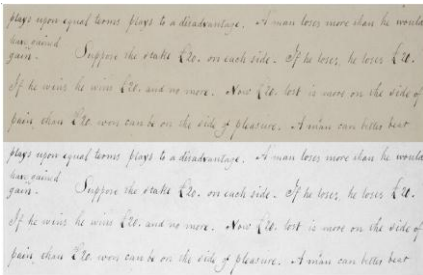 plays upon equal terms plays to a disadvantage. A man loses more than he would
have gained
gain. Suppose the stake £20. on each side. If he loses, he loses £20.
If he wins he wins £20. and no more. Now £20. lost is more on the side of
pain, than £20. won can be on the side of pleasure. A man can better bear
plays upon equal terms plays to a disadvantage. A man loses more than he would
have gained
gain. Suppose the stake £20. on each side. If he loses, he loses £20.
If he wins he wins £20. and no more. Now £20. lost is more on the side of
pain, than £20. won can be on the side of pleasure. A man can better bear